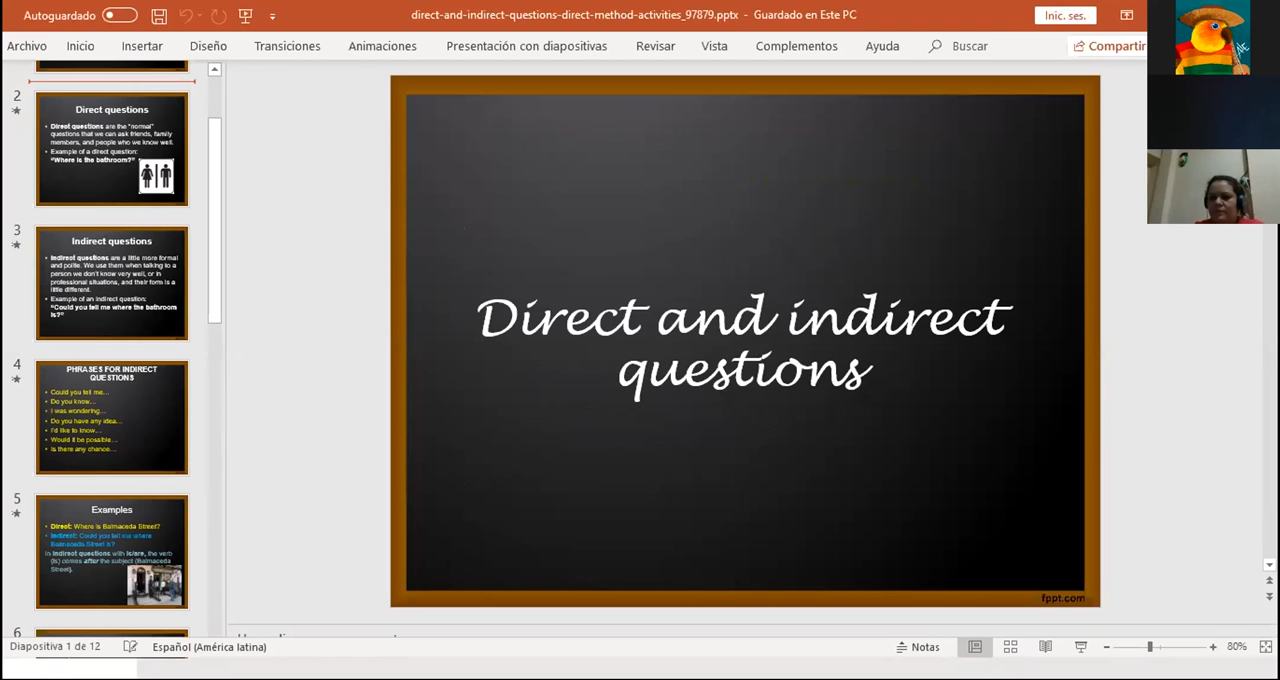 Autoguardado
direct-and-indirect-questions-direct-method-activities_97879.pptx - Guardado en Este PC
Inic. ses.
Archivo Inicio Insertar Diseño Transiciones Animaciones Presentación con diapositivas Revisar Vista Complementos Ayuda Buscar Compartir
2
Direct questions
• Direct questions are the "normal"
questions that we can ask friends, family
members, and people who we know well.
• Example of a direct question:
"Where is the bathroom?"
3
Indirect questions
• Indirect questions are a little more formal
and polite. We use them when talking to a
person we don't know very well, or in
professional situations, and their form is a
little different.
• Example of an indirect question:
"Could you tell me where the bathroom
is?"
4
PHRASES FOR INDIRECT
QUESTIONS
• Could you tell me…
• Do you know…
• I was wondering…
• Do you have any idea…
• I'd like to know…
• Would it be possible…
• Is there any chance…
5
Examples
• Direct: Where is Balmaceda Street?
• Indirect: Could you tell me where
Balmaceda Street is?
In indirect questions with is/are, the verb
(is) comes after the subject (Balmaceda
Street).
6
Direct and indirect
questions
fppt.com
Diapositiva 1 de 12 Español (América latina) Notas 80%